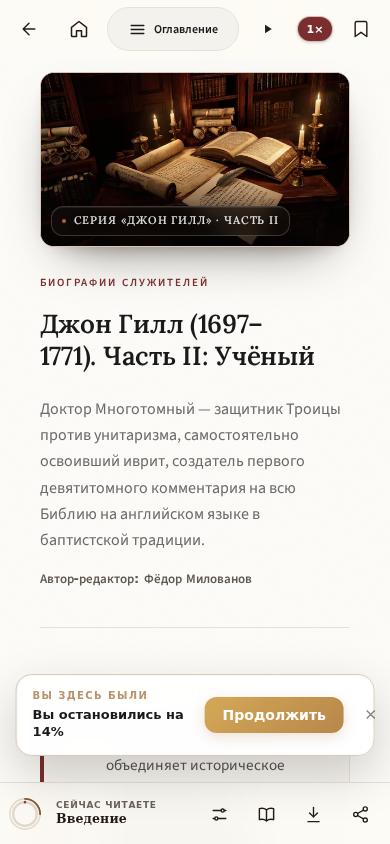 Оглавление
1×
СЕРИЯ «ДЖОН ГИЛЛ» · ЧАСТЬ II
БИОГРАФИИ СЛУЖИТЕЛЕЙ
Джон Гилл (1697–
1771). Часть II: Учёный
Доктор Многотомный — защитник Троицы
против унитаризма, самостоятельно
освоивший иврит, создатель первого
девятитомного комментария на всю
Библию на английском языке в
баптистской традиции.
Автор-редактор: Фёдор Милованов
ВЫ ЗДЕСЬ БЫЛИ
Вы остановились на
14%
Продолжить
объединяет историческое
СЕЙЧАС ЧИТАЕТЕ
Введение